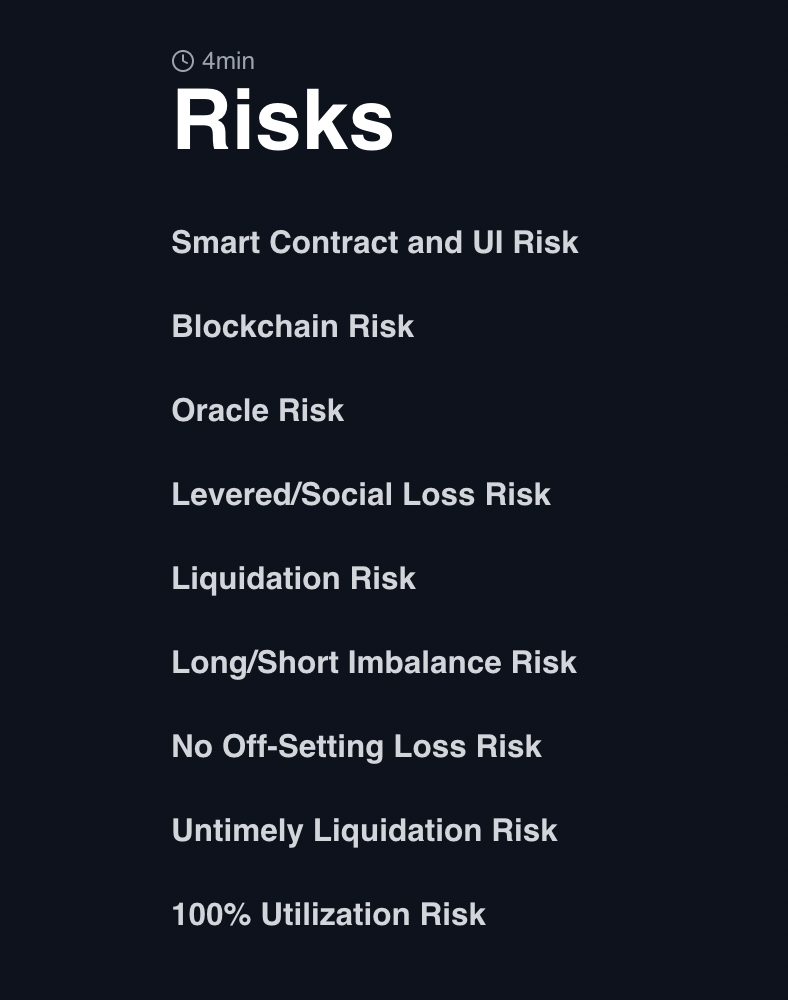 4min
Risks
Smart Contract and UI Risk
Blockchain Risk
Oracle Risk
Levered/Social Loss Risk
Liquidation Risk
Long/Short Imbalance Risk
No Off-Setting Loss Risk
Untimely Liquidation Risk
100% Utilization Risk